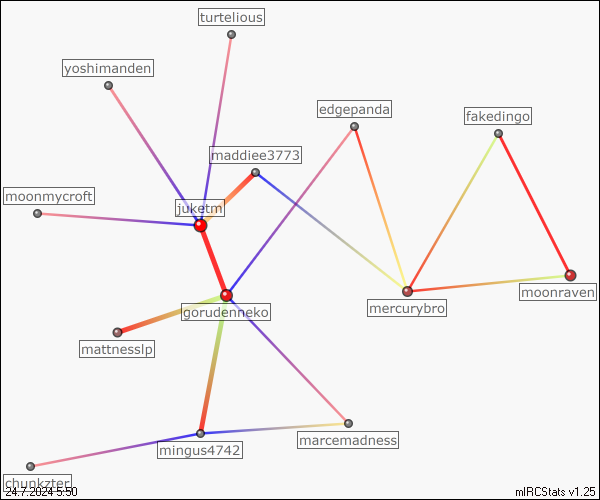 turtelious
yoshimanden
edgepanda
fakedingo
maddiee3773
moonmycroft
juketm
moonraven
mercurybro
gorudenneko
mattnesslp
marcemadness
mingus4742
chunkzter
24.7.2024 5:50
mIRCStats v1.25